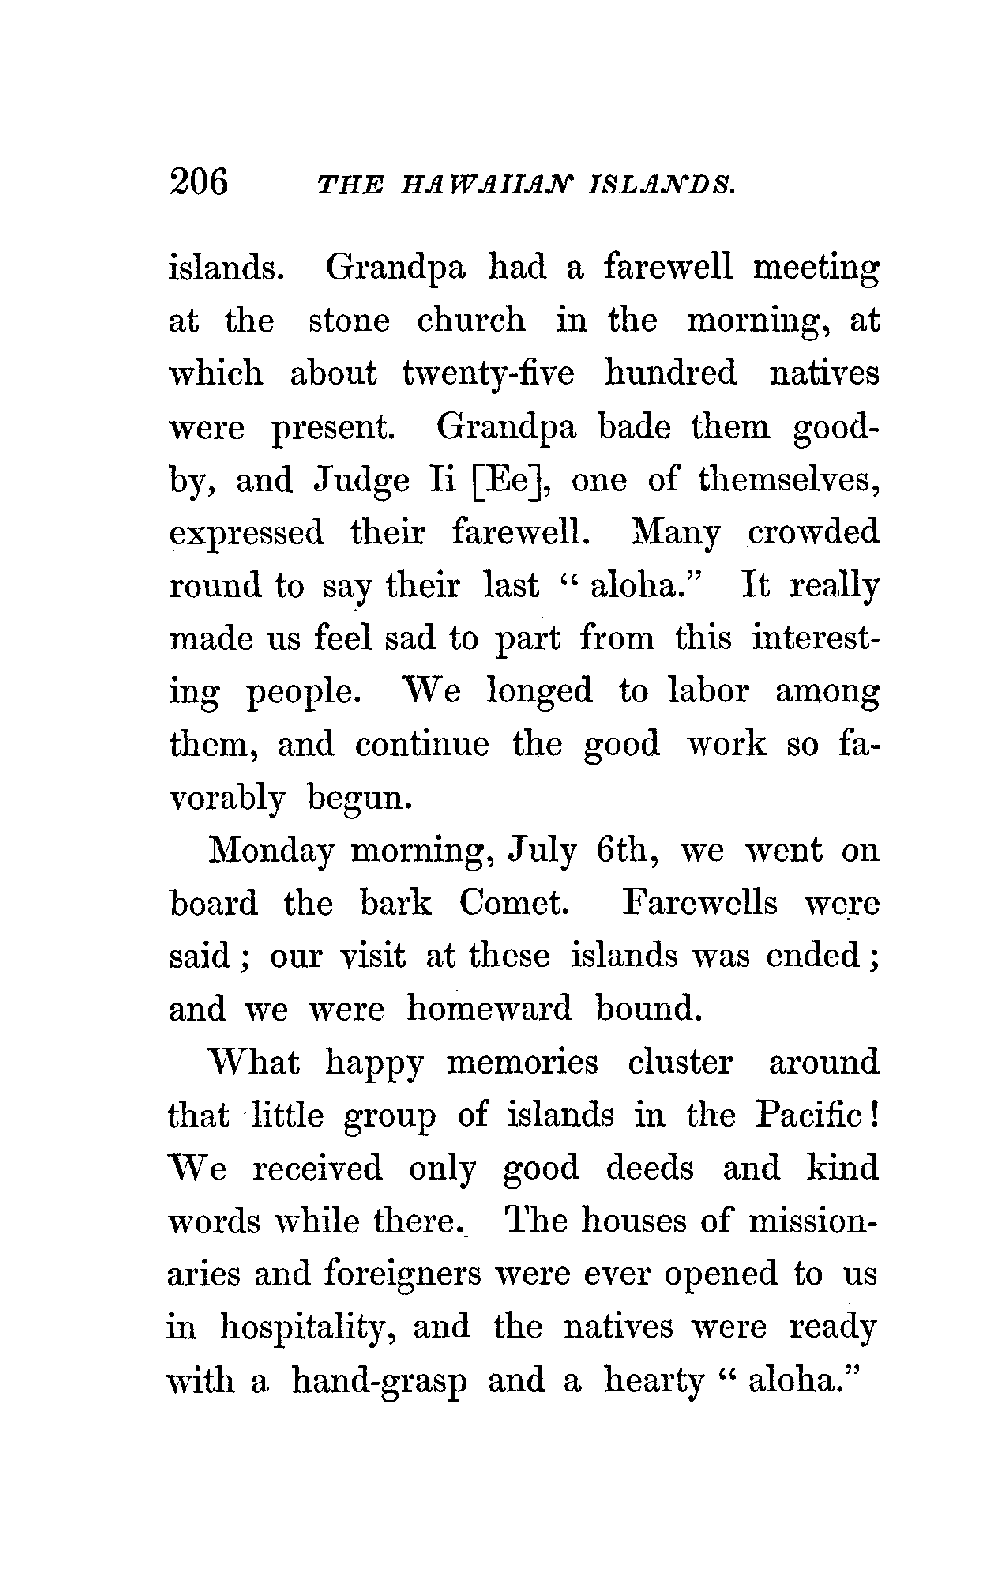 206 THE HAWAIIAN ISLANDS.
islands. Grandpa had a farewell meeting
at the stone church in the morning, at
which about twenty-five hundred natives
were present. Grandpa bade them good-
by, and Judge Ii [Ee], one of themselves,
expressed their farewell. Many crowded
round to say their last “ aloha.” It really
made us feel sad to part from this interest-
ing people. We longed to labor among
them, and continue the good work so fa-
vorably begun.
Monday morning, July 6th, we went on
board the bark Comet. Farewells were
said ; our visit at these islands was ended ;
and we were homeward bound.
What happy memories cluster around
that little group of islands in the Pacific !
We received only good deeds and kind
words while there. The houses of mission-
aries and foreigners were ever opened to us
in hospitality, and the natives were ready
with a hand-grasp and a hearty “ aloha.”